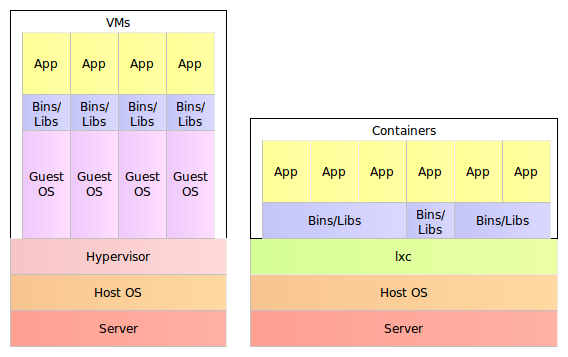 VMs
App App App App
Bins/ Bins/ Bins/ Bins/
Libs Libs Libs Libs
Guest Guest Guest Guest
OS OS OS OS
Hypervisor
Host OS
Server
Containers
App App App App App
Bins/Libs Bins/ Bins/Libs
Libs
lxc
Host OS
Server